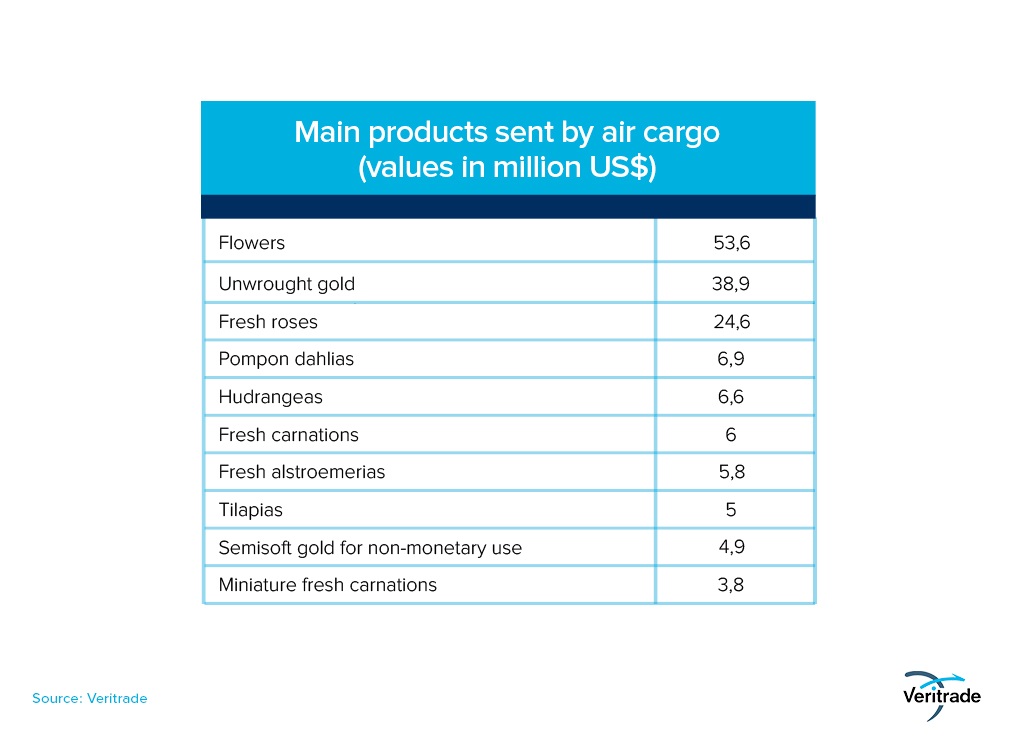 Main products sent by air cargo
(values in million US$)
Flowers 53,6
Unwrought gold 38,9
Fresh roses 24,6
Pompon dahlias 6,9
Hudrangeas 6,6
Fresh carnations 6
Fresh alstroemerias 5,8
Tilapias 5
Semisoft gold for non-monetary use 4,9
Miniature fresh carnations 3,8
Source: Veritrade
Veritrade